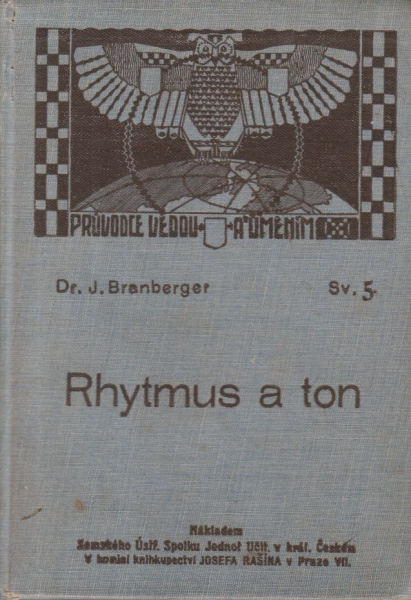 PRŮVODCE VĚDOU A UMĚNÍM
Dr. J. Branberger Sv. 5.
Rhytmus a ton
Nákladem
Zemského Ústř. Spolku Jednot Učit. v král. Českém
V komisi knihkupectví JOSEFA RAŠÍNA v Praze VII.